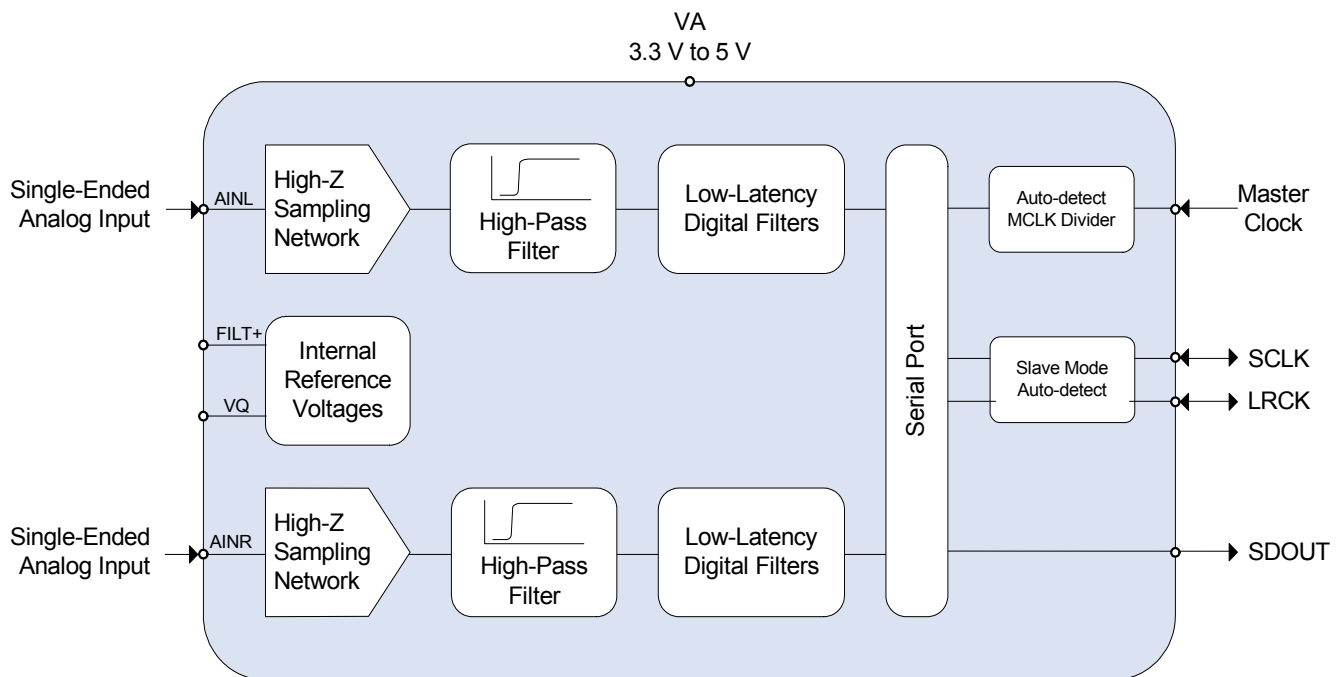 VA
3.3 V to 5 V
Single-Ended
Analog Input
AINL
High-Z
Sampling
Network
High-Pass
Filter
Low-Latency
Digital Filters
Auto-detect
MCLK Divider
Master
Clock
FILT+
VQ
Internal
Reference
Voltages
Serial Port
Slave Mode
Auto-detect
SCLK
LRCK
Single-Ended
Analog Input
AINR
High-Z
Sampling
Network
High-Pass
Filter
Low-Latency
Digital Filters
SDOUT